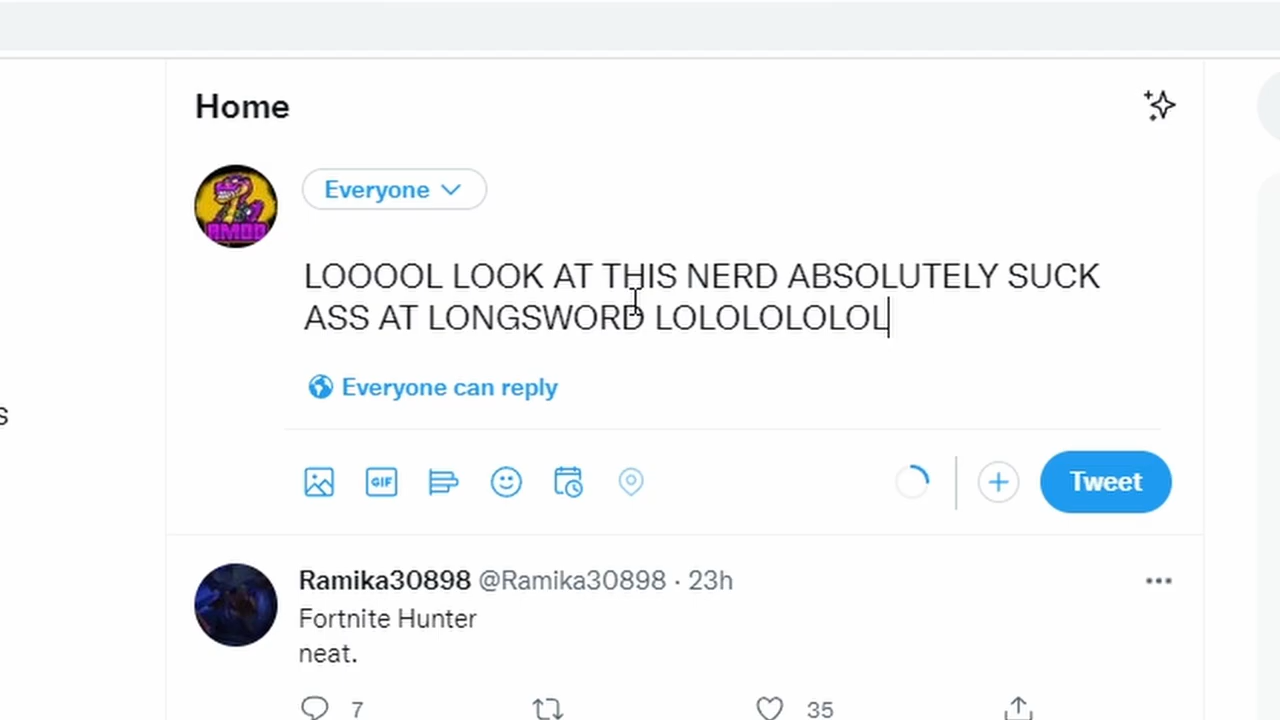 Home
Everyone
AMOD
LOOOOL LOOK AT THIS NERD ABSOLUTELY SUCK
ASS AT LONGSWORD LOLOLOLOLOL
Everyone can reply
s
GIF
Tweet
Ramika30898 @Ramika30898 · 23h
Fortnite Hunter
neat.
7 35